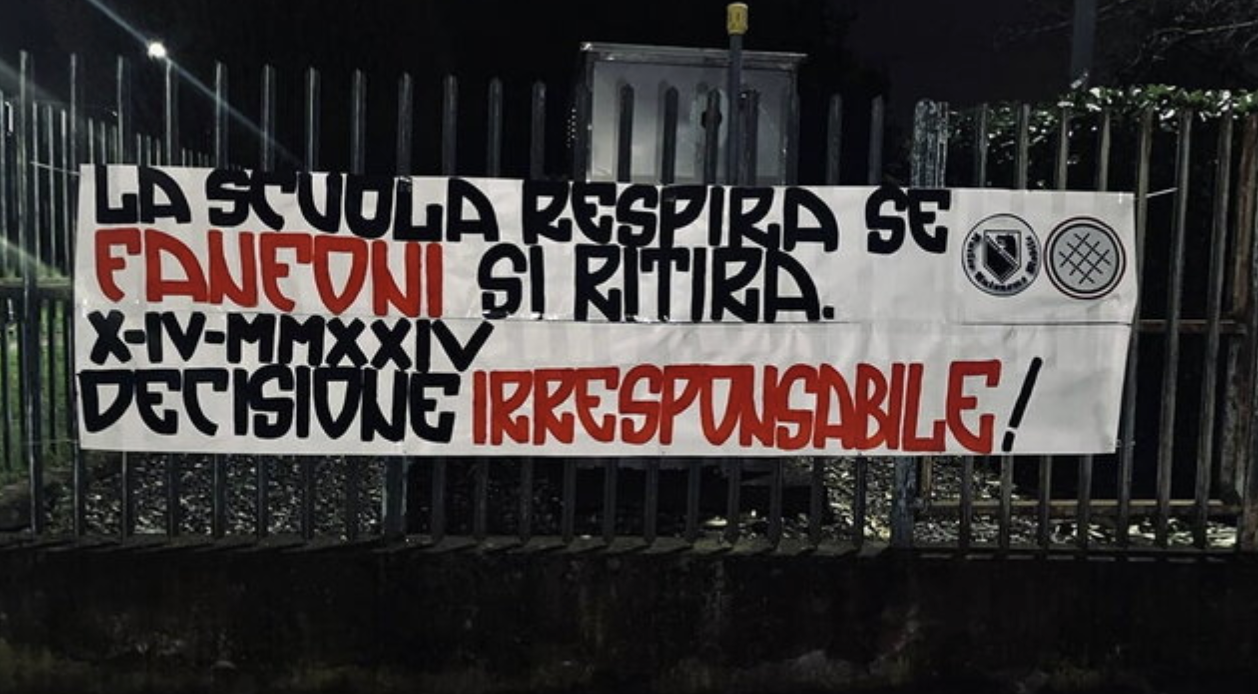 LA SCUOLA RESPIRA SE
FANFONI SI RITIRA.
X-IV-MMXXIV
DECISIONE IRRESPONSABILE!